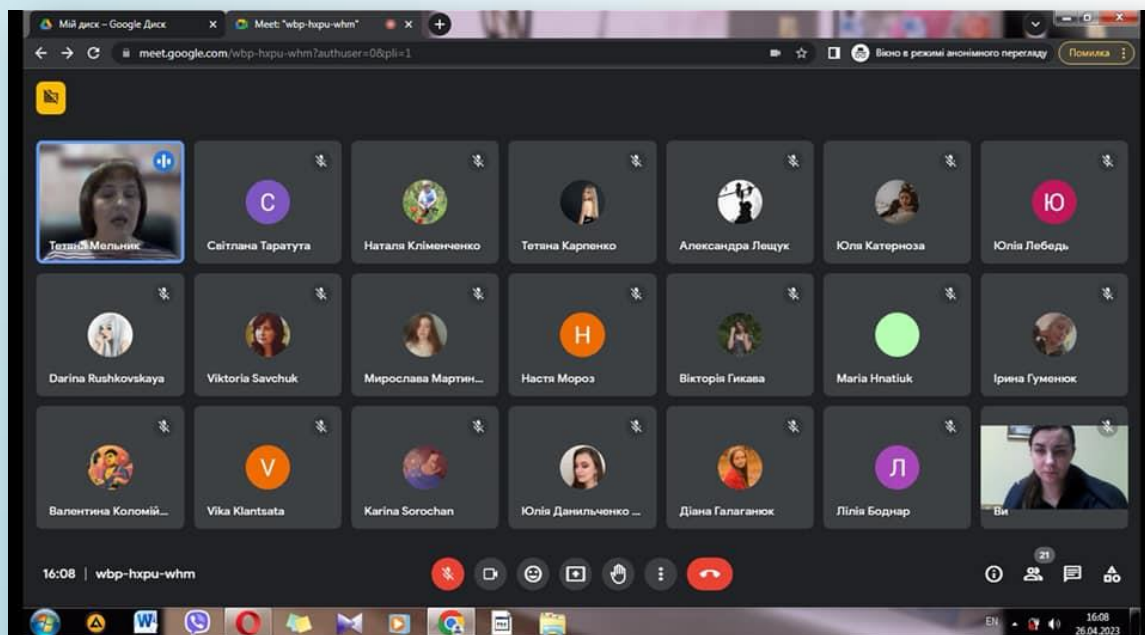 Мій диск – Google Диск
Meet: "wbp-hxpu-whm"
meet.google.com/wbp-hxpu-whm?authuser=0&pli=1
Вікно в режимі анонімного перегляду
Помилка
Тетяна Мельник
С
Світлана Таратута
Наталя Кліменченко
Тетяна Карпенко
Александра Лещук
Юля Катерноза
Ю
Юлія Лебедь
Darina Rushkovskaya
Viktoria Savchuk
Мирослава Мартин...
Н
Настя Мороз
Вікторія Гикава
Maria Hnatiuk
Ірина Гуменюк
Валентина Коломій...
V
Vika Klantsata
Karina Sorochan
Юлія Данильченко ...
Діана Галаганюк
Л
Лілія Боднар
Ви
16:08 | wbp-hxpu-whm
21
W
EN
16:08
26.04.2023